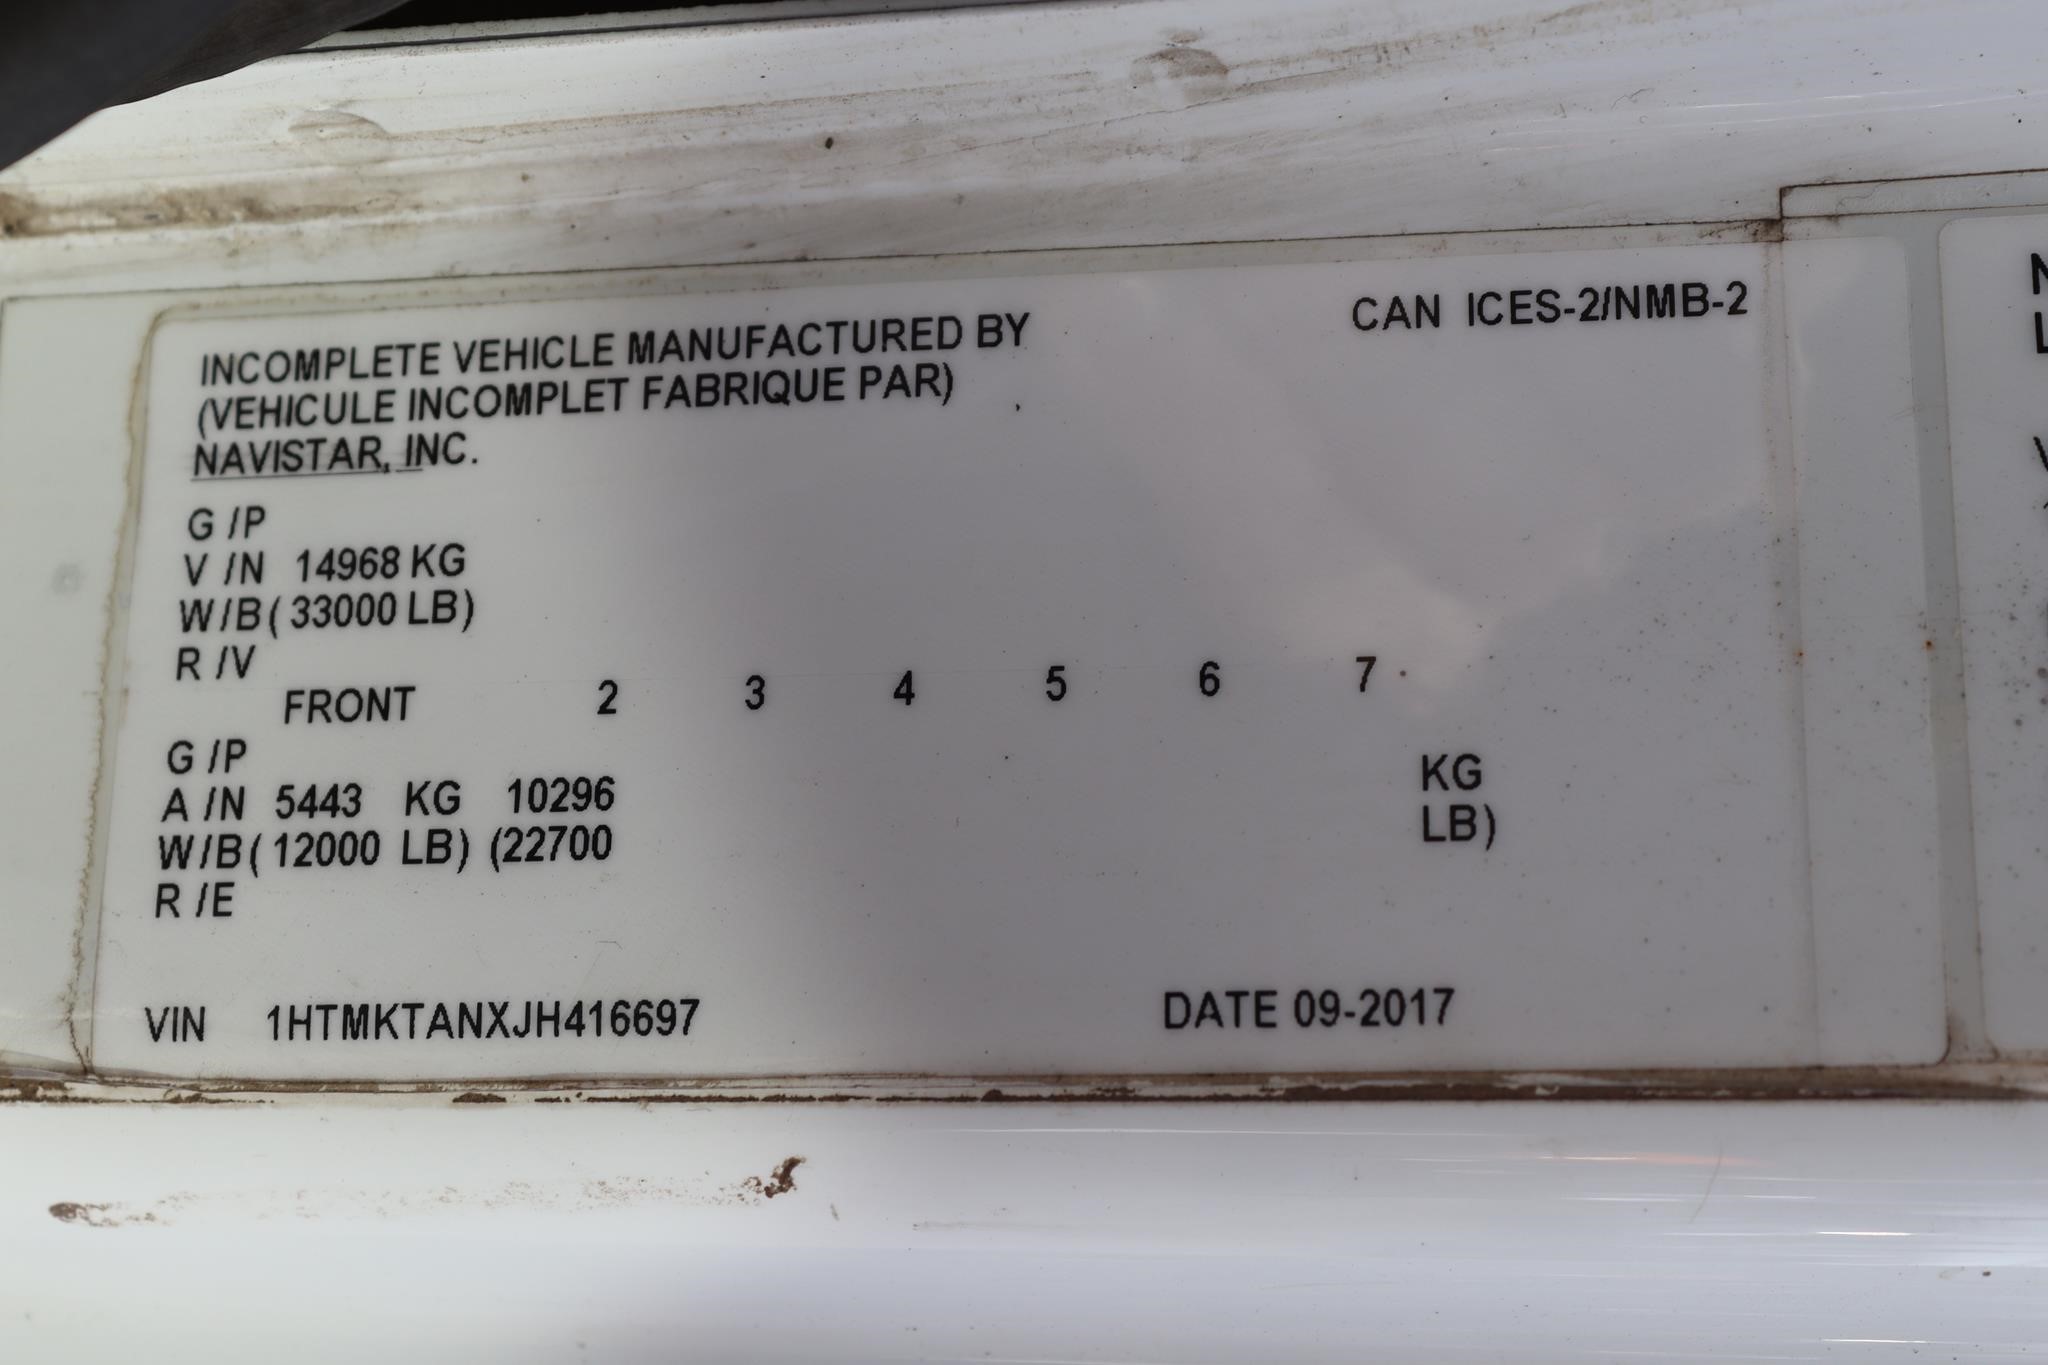 INCOMPLETE VEHICLE MANUFACTURED BY
(VEHICULE INCOMPLET FABRIQUE PAR)
NAVISTAR, INC.
CAN ICES-2/NMB-2
G /P
V /N 14968 KG
W/B ( 33000 LB)
R /V
FRONT 2 3 4 5 6 7
G /P
A /N 5443 KG 10296 KG
W/B ( 12000 LB) (22700 LB)
R /E
VIN 1HTMKTANXJH416697
DATE 09-2017